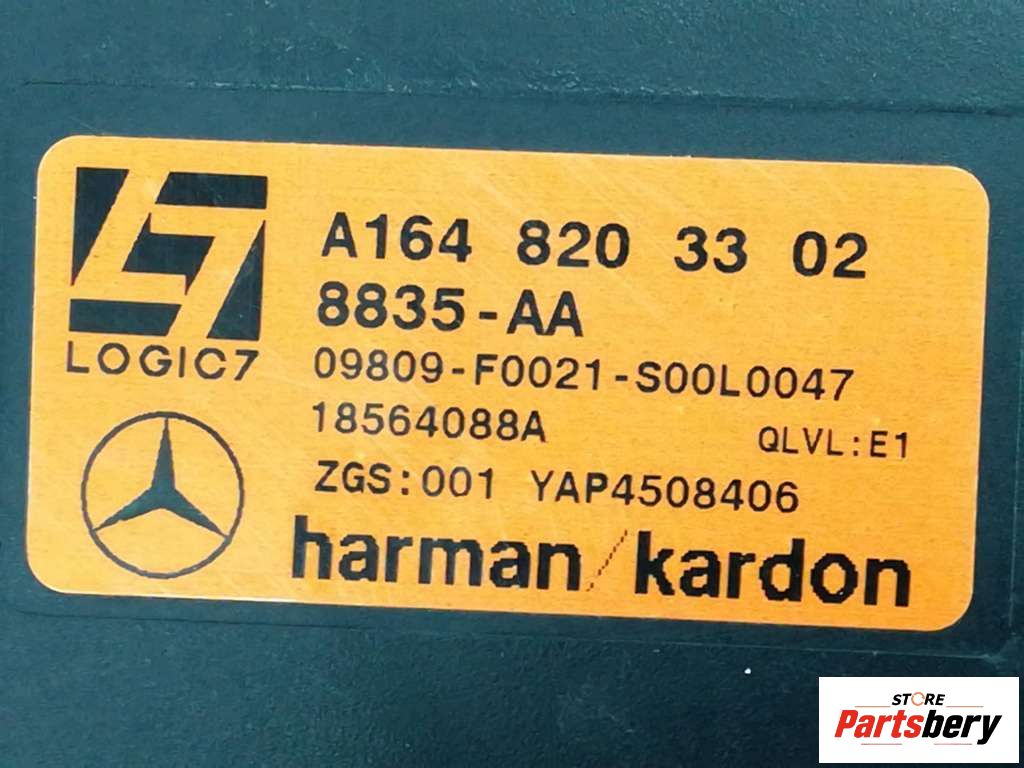 A164 820 33 02
8835-AA
LOGIC7
09809-F0021-S00L0047
18564088A QLVL:E1
ZGS:001 YAP4508406
harman/kardon
STORE
Partsbery